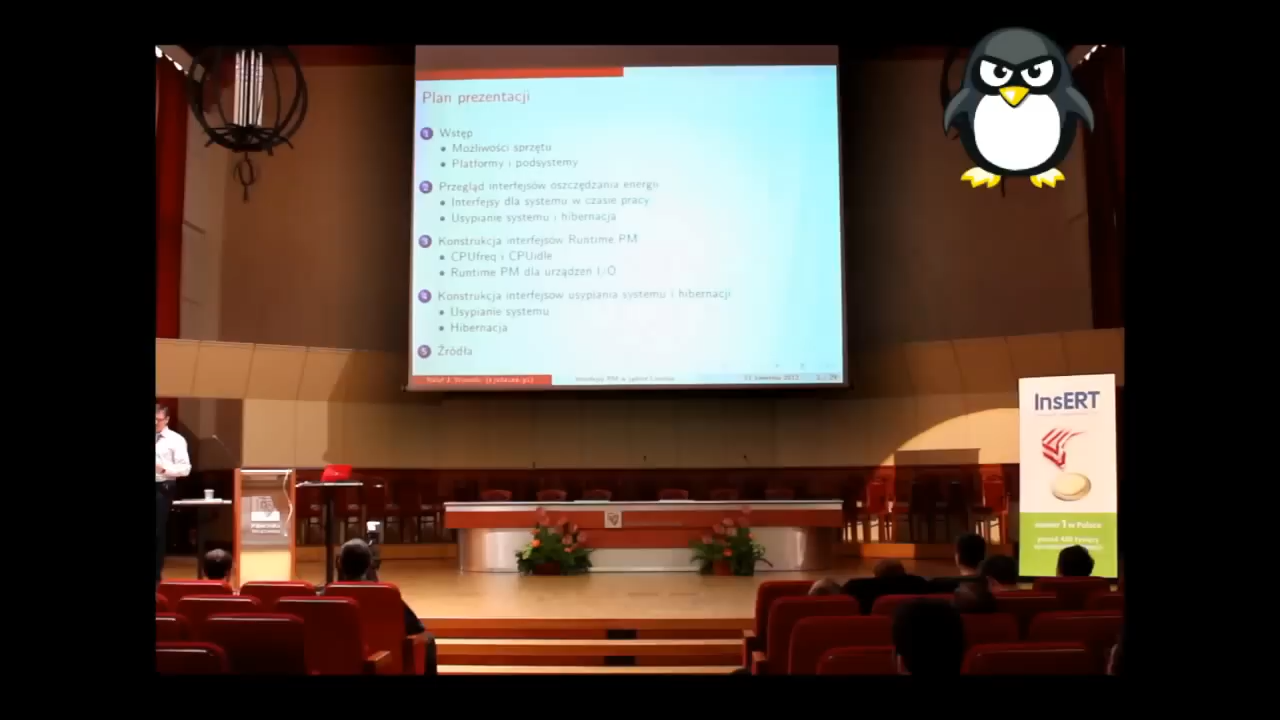 Plan prezentacji
1 Wstęp
Możliwości sprzętu
Platformy i podsystemy
2 Przegląd interfejsów oszczędzania energii
Interfejsy dla systemu w czasie pracy
Usypianie systemu i hibernacja
3 Konstrukcja interfejsów Runtime PM
CPUfreq i CPUidle
Runtime PM dla urządzeń I/O
4 Konstrukcja interfejsów usypiania systemu i hibernacji
Usypianie systemu
Hibernacja
5 Źródła
InsERT
numer 1 w Polsce